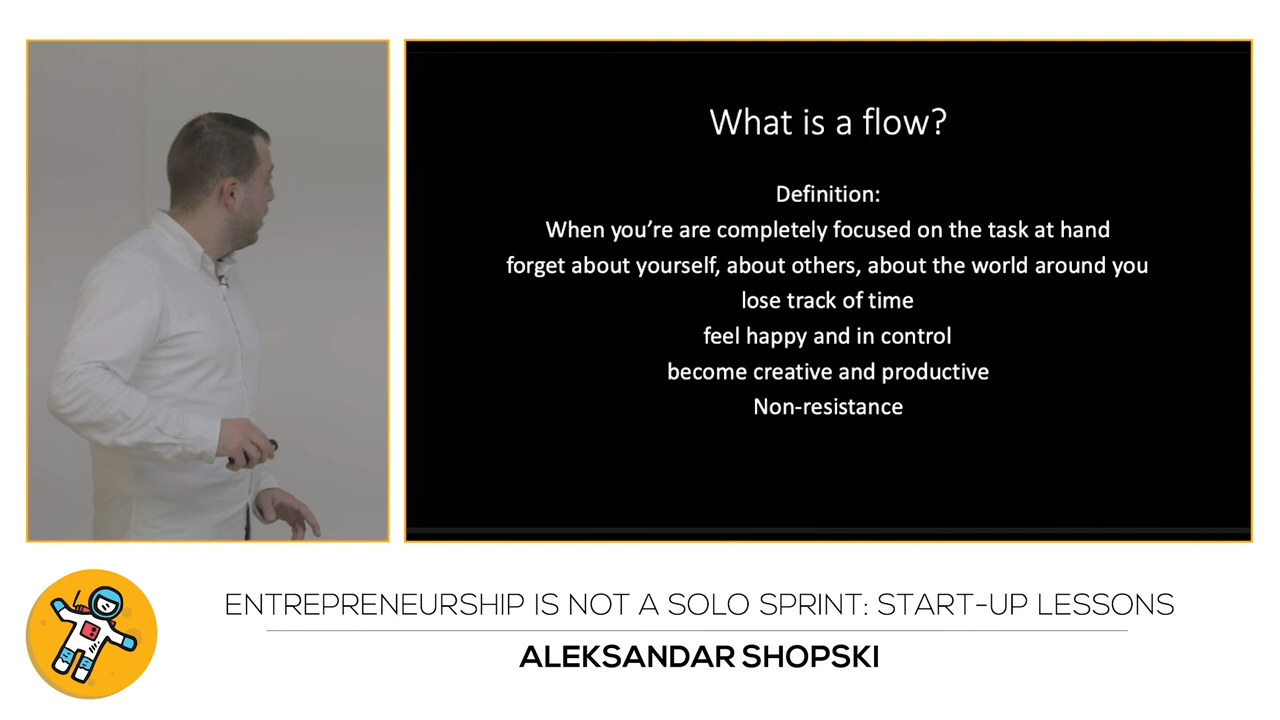 What is a flow?
Definition:
When you’re are completely focused on the task at hand
forget about yourself, about others, about the world around you
lose track of time
feel happy and in control
become creative and productive
Non-resistance
ENTREPRENEURSHIP IS NOT A SOLO SPRINT: START-UP LESSONS
ALEKSANDAR SHOPSKI